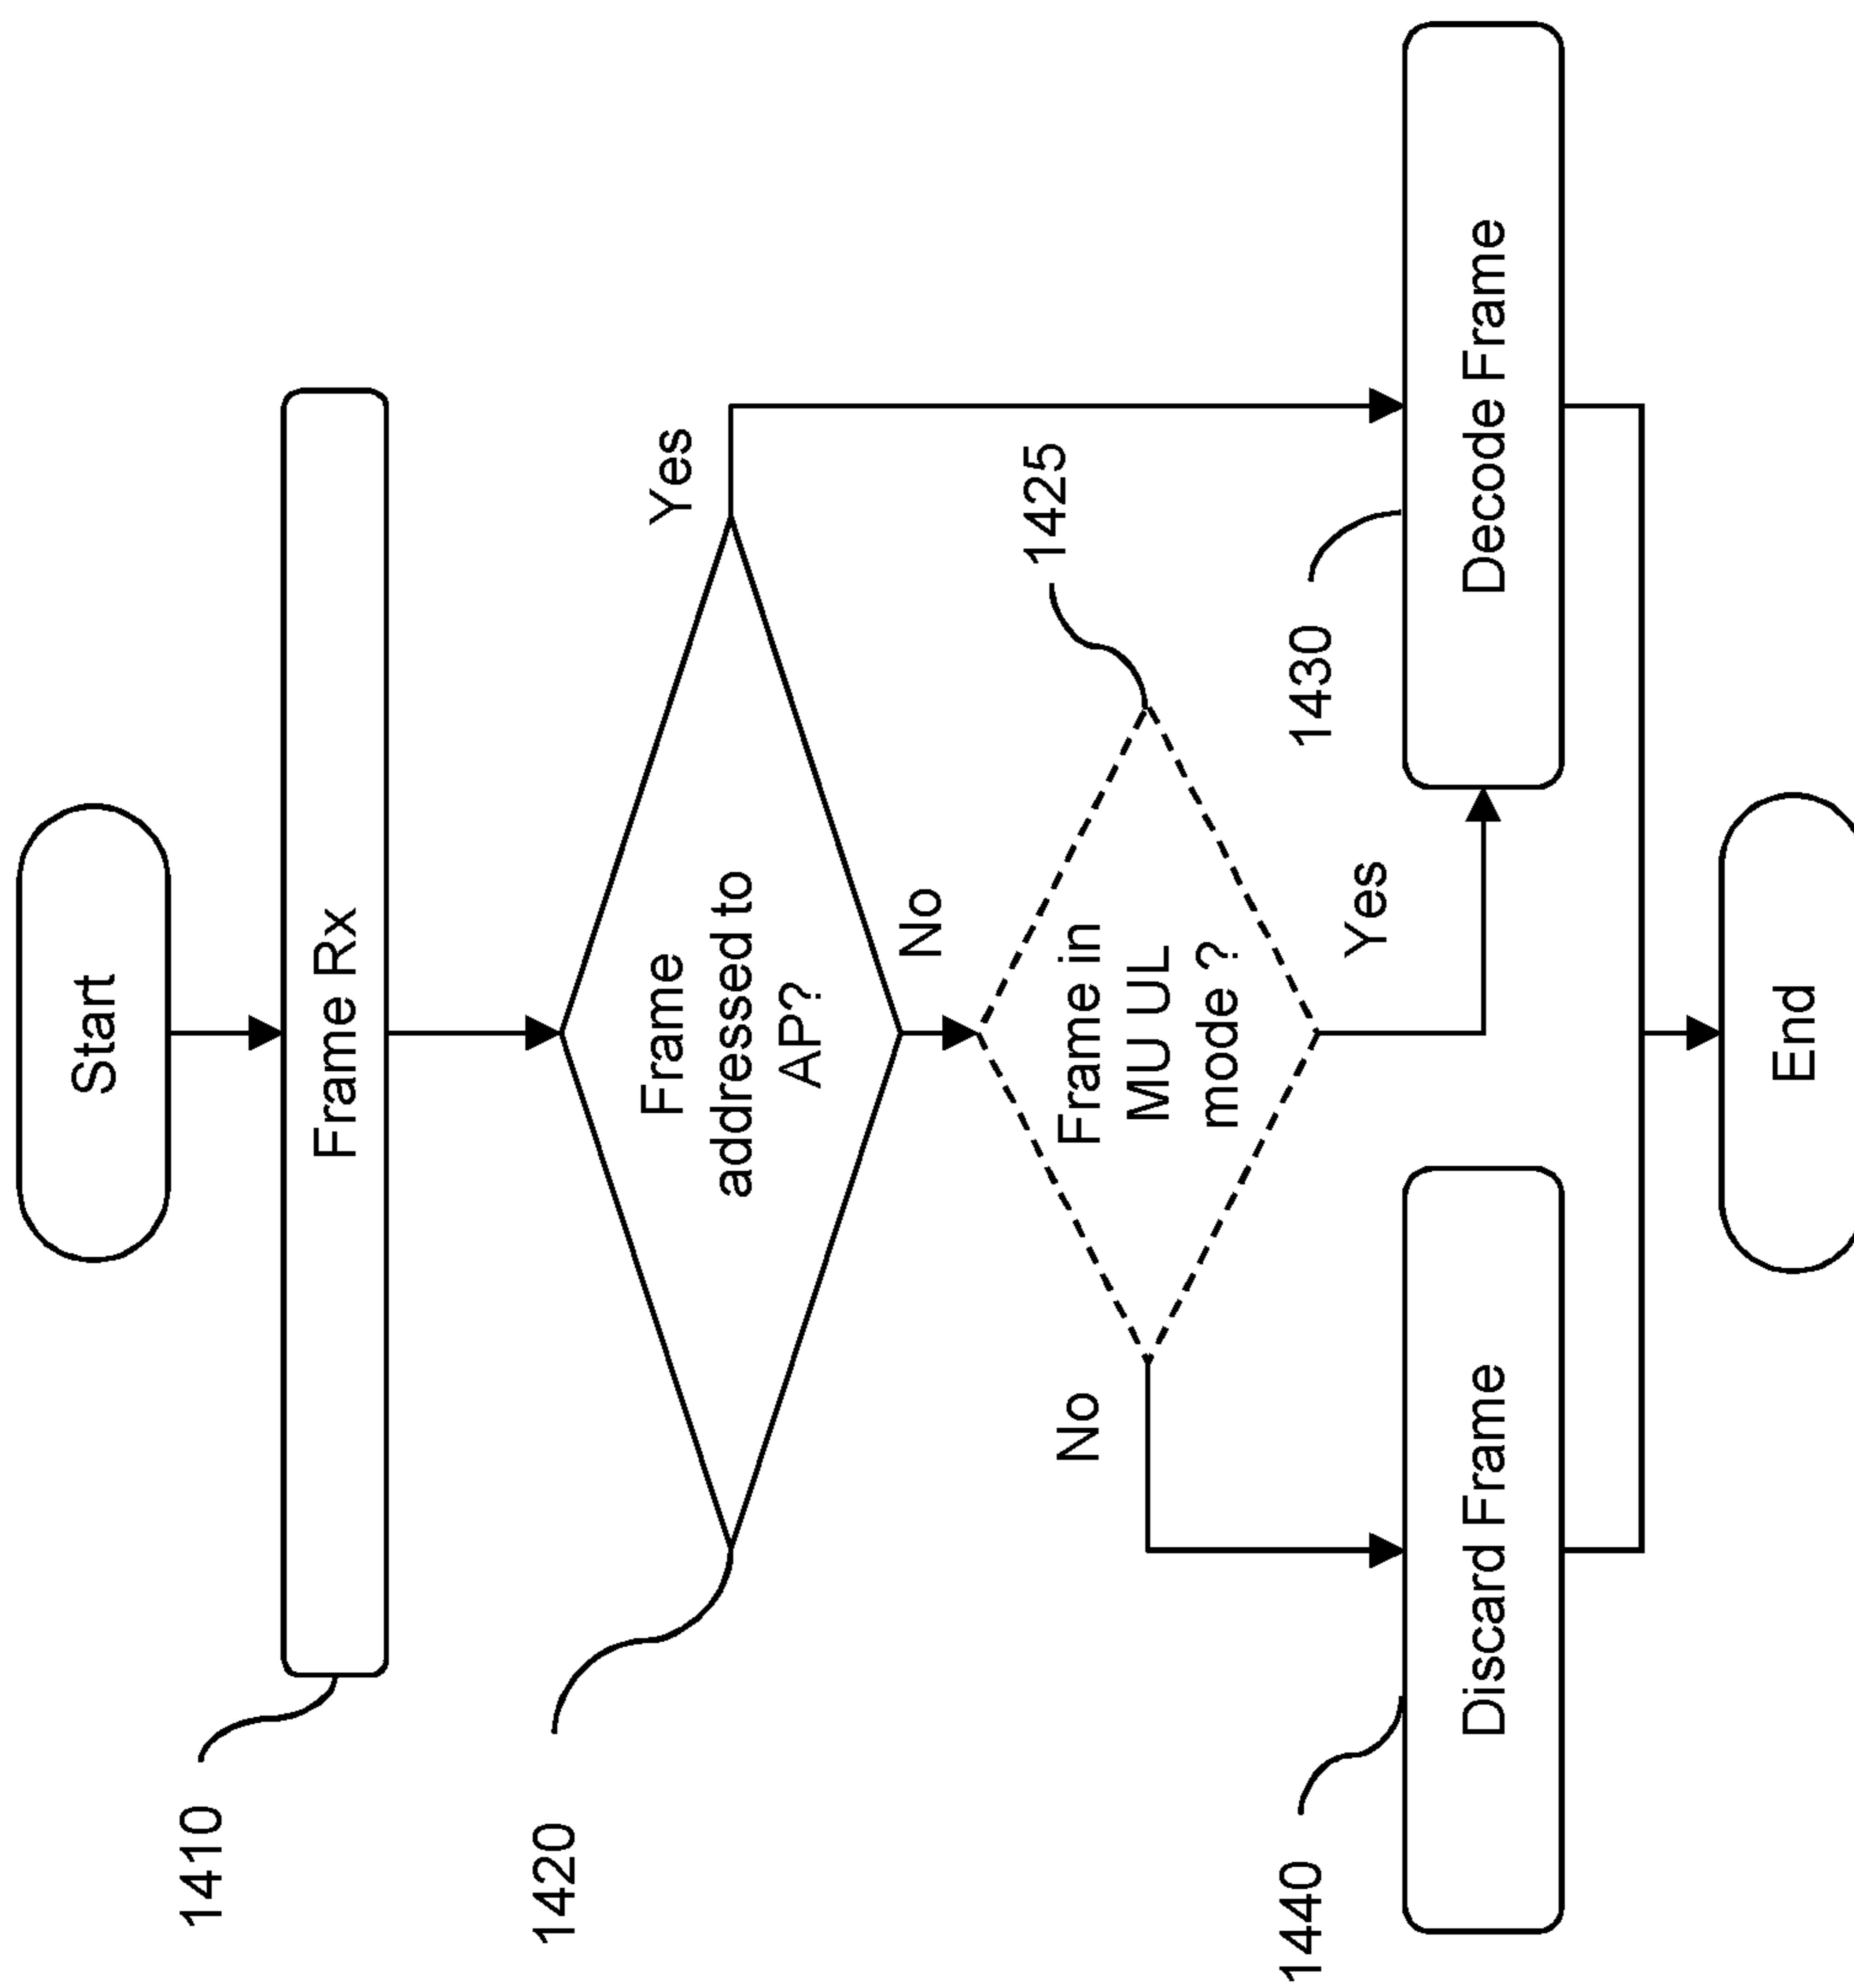 Start
1410
Frame Rx
1420
Frame
addressed to
AP?
Yes
No
1425
Frame in
MU UL
mode ?
No
Yes
1430
1440
Discard Frame
Decode Frame
End